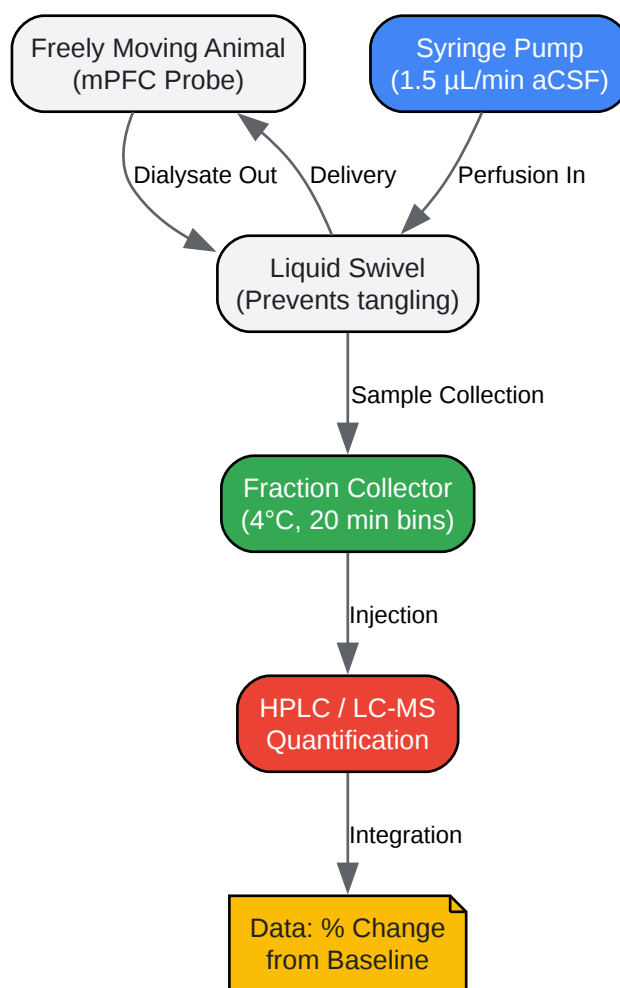 Freely Moving Animal
(mPFC Probe)
Syringe Pump
(1.5 µL/min aCSF)
Dialysate Out
Delivery
Perfusion In
Liquid Swivel
(Prevents tangling)
Sample Collection
Fraction Collector
(4°C, 20 min bins)
Injection
HPLC / LC-MS
Quantification
Integration
Data: % Change
from Baseline